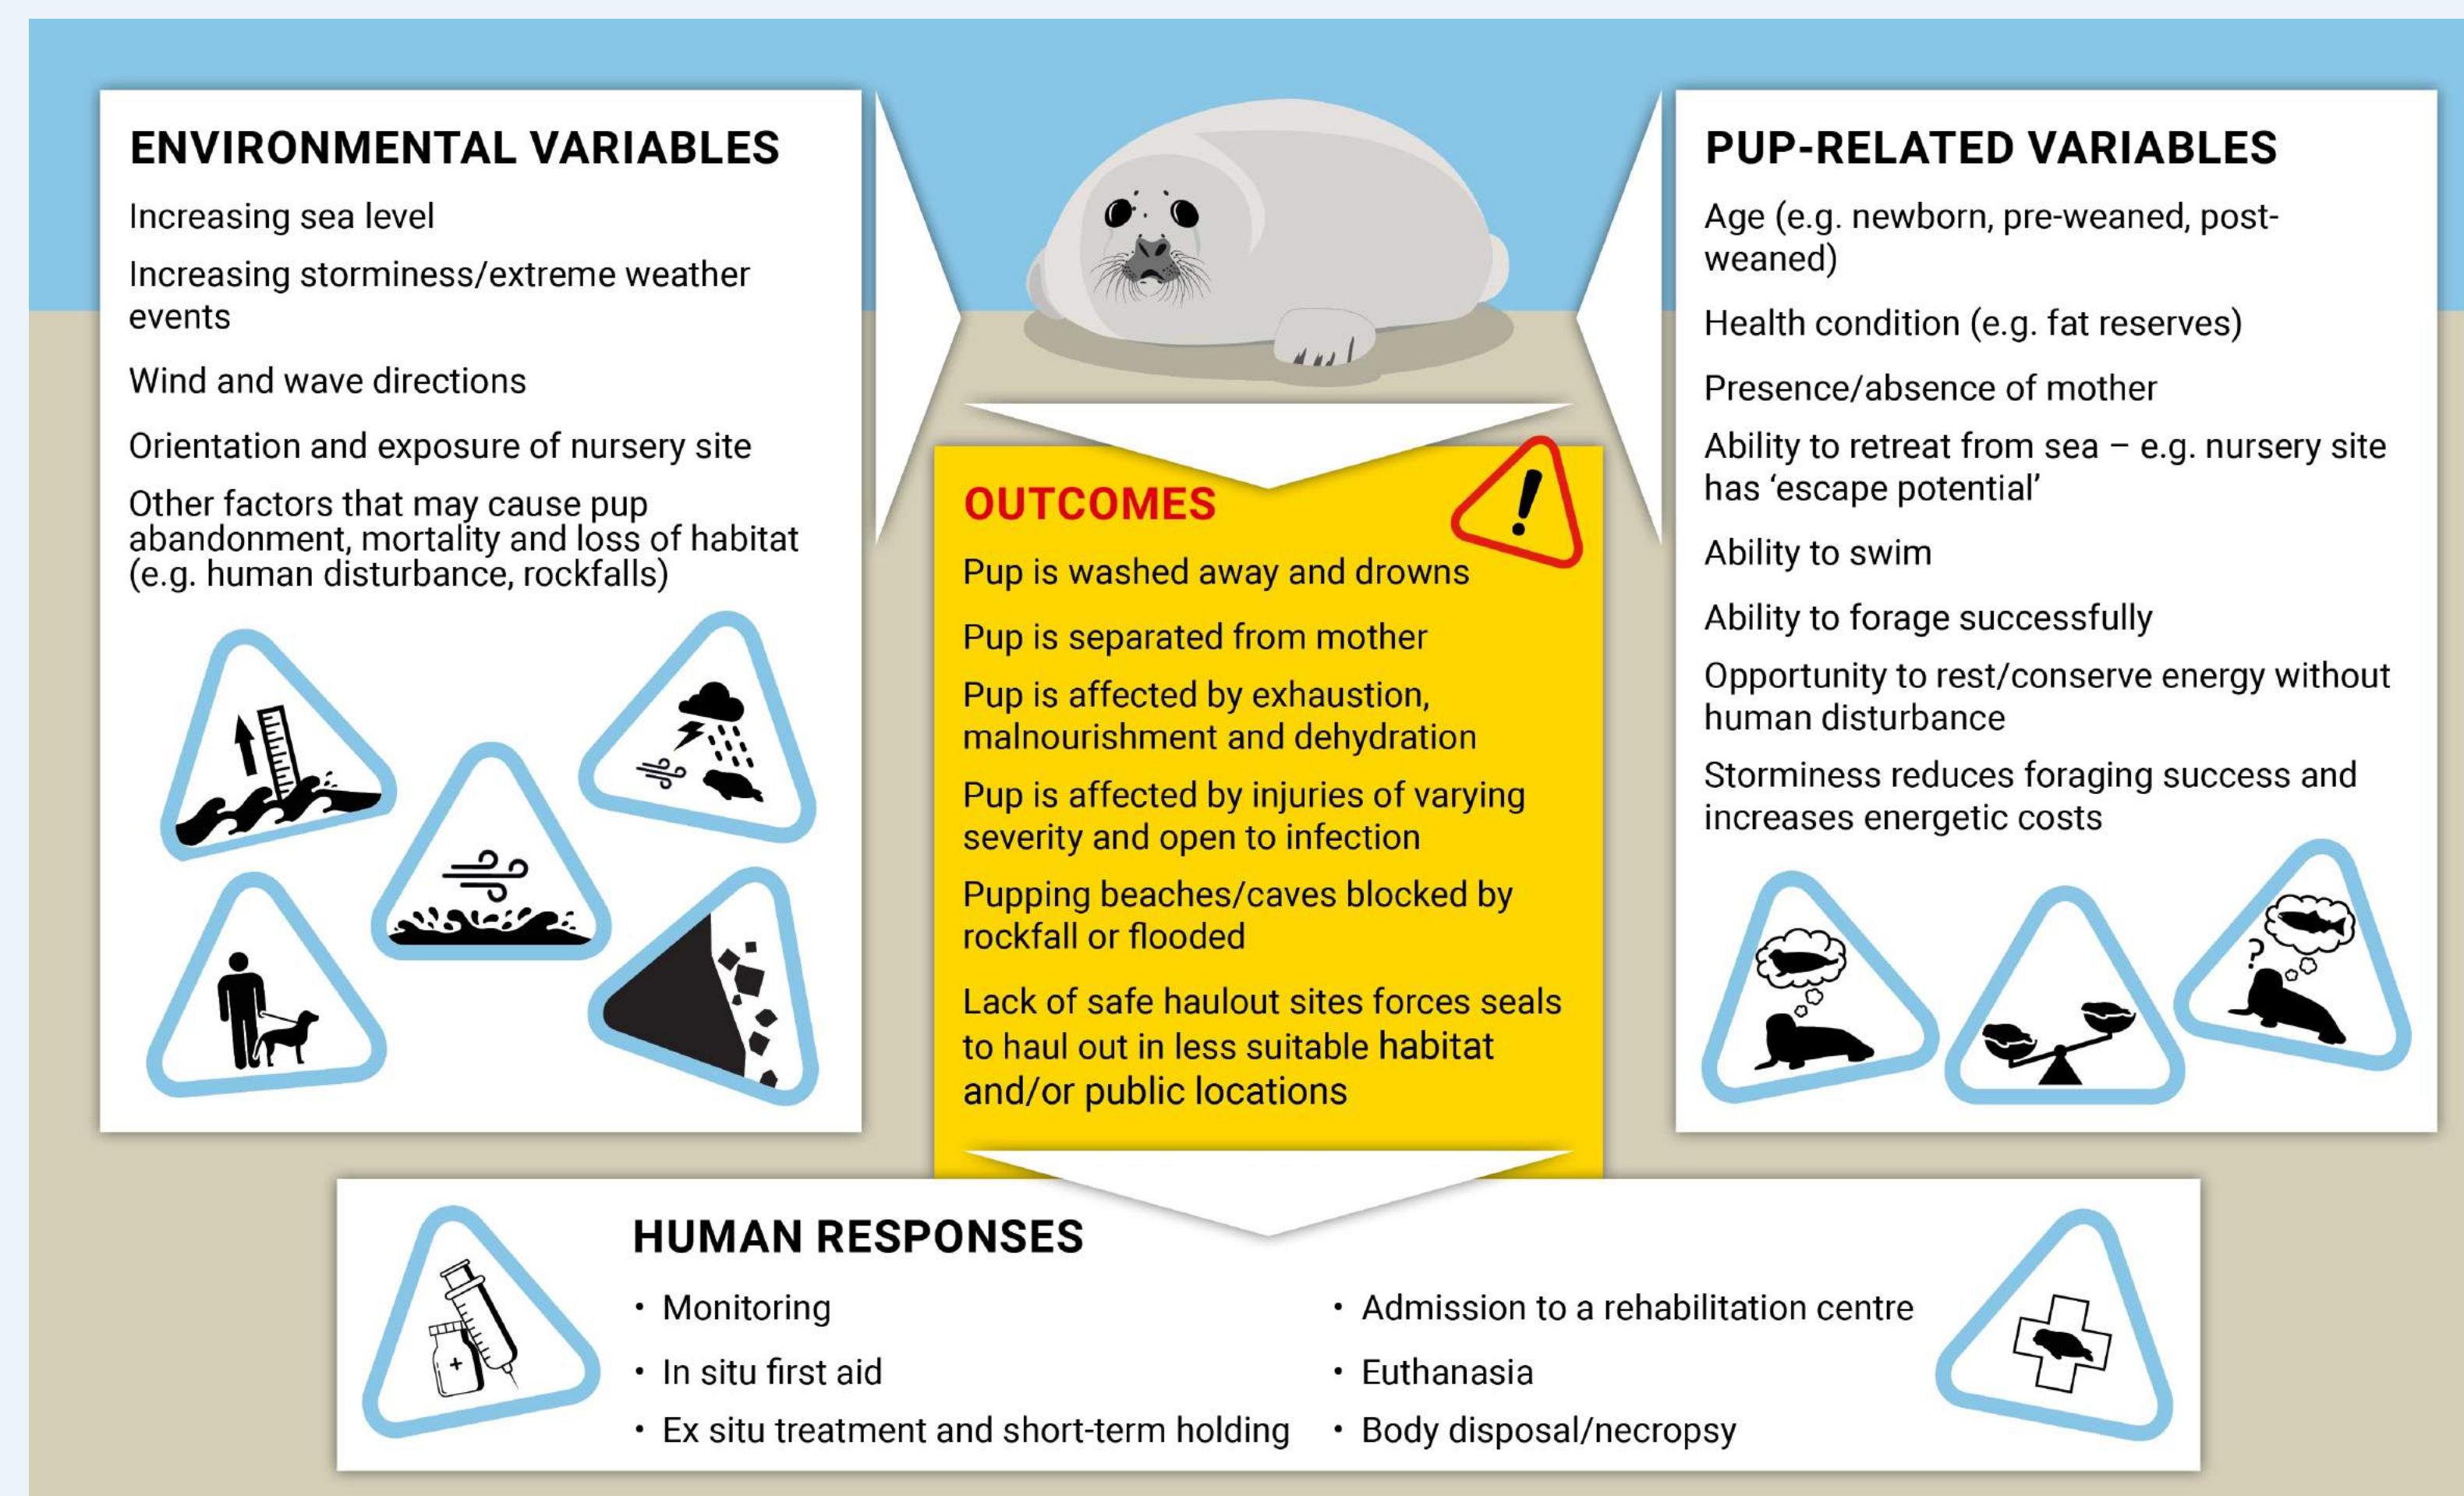 ENVIRONMENTAL VARIABLES
Increasing sea level
Increasing storminess/extreme weather
events
Wind and wave directions
Orientation and exposure of nursery site
Other factors that may cause pup
abandonment, mortality and loss of habitat
(e.g. human disturbance, rockfalls)
OUTCOMES
!
Pup is washed away and drowns
Pup is separated from mother
Pup is affected by exhaustion,
malnourishment and dehydration
Pup is affected by injuries of varying
severity and open to infection
Pupping beaches/caves blocked by
rockfall or flooded
Lack of safe haulout sites forces seals
to haul out in less suitable habitat
and/or public locations
PUP-RELATED VARIABLES
Age (e.g. newborn, pre-weaned, post-
weaned)
Health condition (e.g. fat reserves)
Presence/absence of mother
Ability to retreat from sea – e.g. nursery site
has ‘escape potential’
Ability to swim
Ability to forage successfully
Opportunity to rest/conserve energy without
human disturbance
Storminess reduces foraging success and
increases energetic costs
?
HUMAN RESPONSES
• Monitoring
• In situ first aid
• Ex situ treatment and short-term holding
• Admission to a rehabilitation centre
• Euthanasia
• Body disposal/necropsy